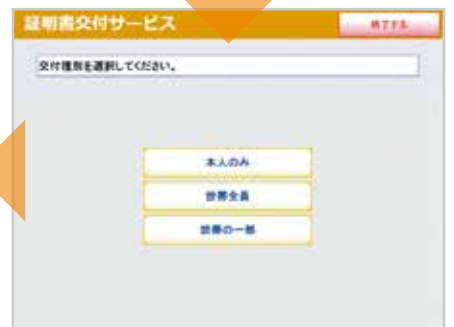 証明書交付サービス
終了する
交付種別を選択してください。
本人のみ
世帯全員
世帯の一部